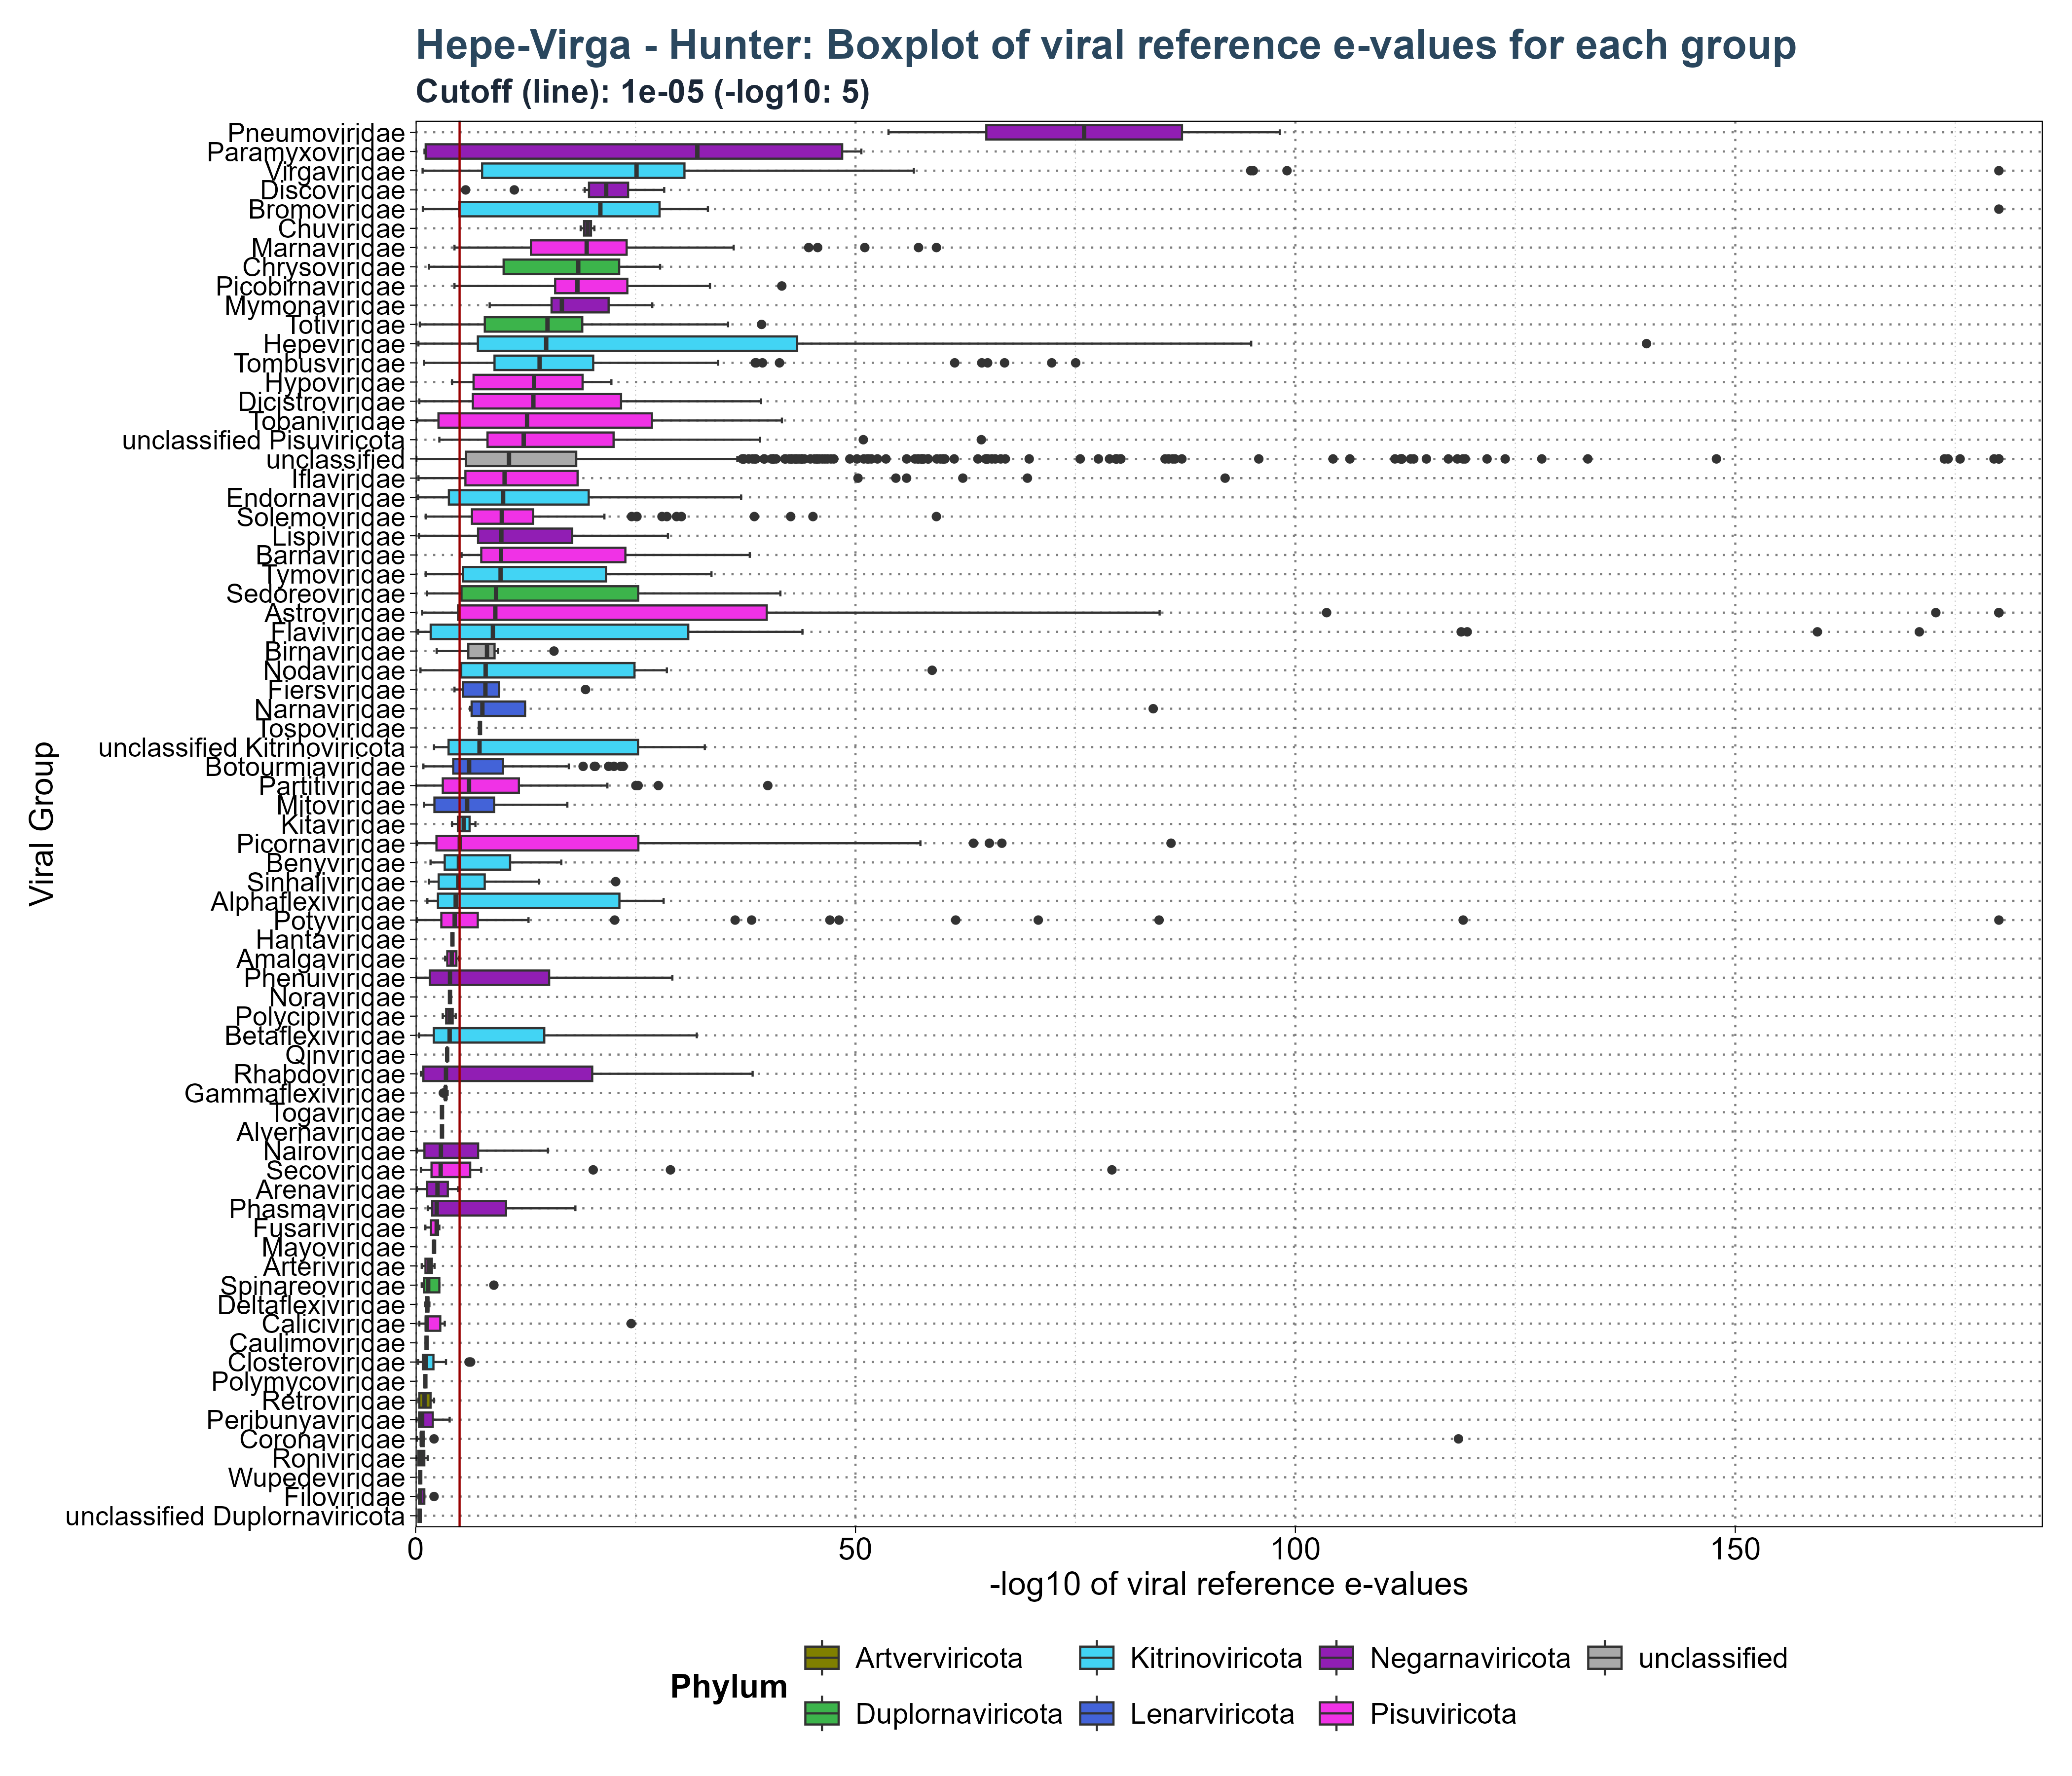 Hepe-Virga - Hunter: Boxplot of viral reference e-values for each group
Cutoff (line): 1e-05 (-log10: 5)
Viral Group
Pneumoviridae
Paramyxoviridae
Virgaviridae
Discoviridae
Bromoviridae
Chuviridae
Marnaviridae
Chrysoviridae
Picobirnaviridae
Mymonaviridae
Totiviridae
Hepeviridae
Tombusviridae
Hypoviridae
Dicistroviridae
Tobaniviridae
unclassified Pisuviricota
unclassified
Iflaviridae
Endornaviridae
Solemoviridae
Lispiviridae
Barnaviridae
Tymoviridae
Sedoreoviridae
Astroviridae
Flaviviridae
Birnaviridae
Nodaviridae
Fiersviridae
Narnaviridae
Tospoviridae
unclassified Kitrinoviricota
Botourmiaviridae
Partitiviridae
Mitoviridae
Kitaviridae
Picornaviridae
Benyviridae
Sinhaliviridae
Alphaflexiviridae
Potyviridae
Hantaviridae
Amalgaviridae
Phenuiviridae
Noraviridae
Polycipiviridae
Betaflexiviridae
Qinviridae
Rhabdoviridae
Gammaflexiviridae
Togaviridae
Alvernaviridae
Nairoviridae
Secoviridae
Arenaviridae
Phasmaviridae
Fusariviridae
Mayoviridae
Arteriviridae
Spinareoviridae
Deltaflexiviridae
Caliciviridae
Caulimoviridae
Closteroviridae
Polymycoviridae
Retroviridae
Peribunyaviridae
Coronaviridae
Roniviridae
Wupedeviridae
Filoviridae
unclassified Duplornaviricota
0 50 100 150
-log10 of viral reference e-values
Phylum
Artverviricota Kitrinoviricota Negarnaviricota unclassified
Duplornaviricota Lenarviricota Pisuviricota